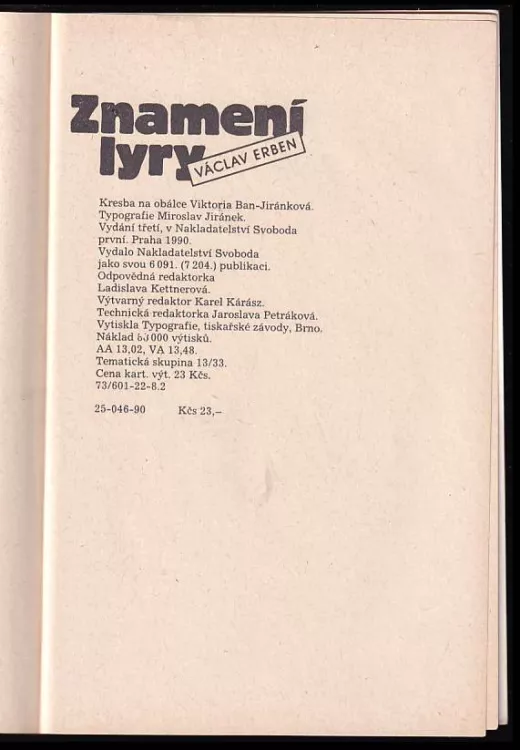 Znamení
lyry
VÁCLAV ERBEN
Kresba na obálce Viktoria Ban-Jiránková.
Typografie Miroslav Jiránek.
Vydání třetí, v Nakladatelství Svoboda
první. Praha 1990.
Vydalo Nakladatelství Svoboda
jako svou 6 091. (7 204.) publikaci.
Odpovědná redaktorka
Ladislava Kettnerová.
Výtvarný redaktor Karel Kárász.
Technická redaktorka Jaroslava Petráková.
Vytiskla Typografie, tiskařské závody, Brno.
Náklad 000 výtisků.
AA 13,02, VA 13,48.
Tematická skupina 13/33.
Cena kart. výt. 23 Kčs.
73/601-22-8.2
25-046-90 Kčs 23,–